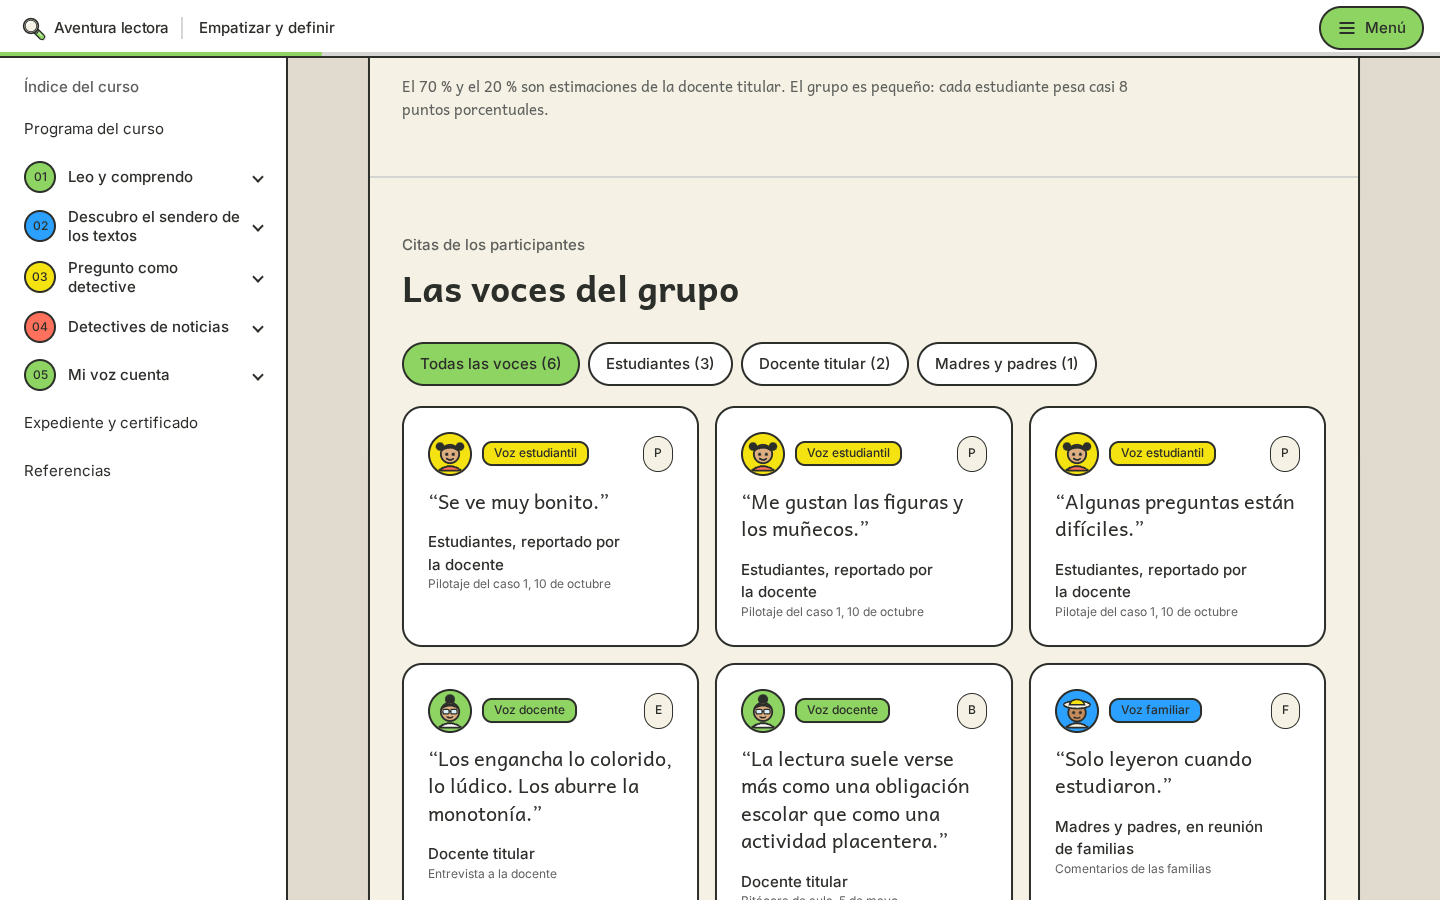 Aventura lectora
Empatizar y definir
Menú
Índice del curso
Programa del curso
01 Leo y comprendo
02 Descubro el sendero de
los textos
03 Pregunto como
detective
04 Detectives de noticias
05 Mi voz cuenta
Expediente y certificado
Referencias
El 70 % y el 20 % son estimaciones de la docente titular. El grupo es pequeño: cada estudiante pesa casi 8
puntos porcentuales.
Citas de los participantes
Las voces del grupo
Todas las voces (6)
Estudiantes (3)
Docente titular (2)
Madres y padres (1)
Voz estudiantil
P
“Se ve muy bonito.”
Estudiantes, reportado por
la docente
Pilotaje del caso 1, 10 de octubre
Voz estudiantil
P
“Me gustan las figuras y
los muñecos.”
Estudiantes, reportado por
la docente
Pilotaje del caso 1, 10 de octubre
Voz estudiantil
P
“Algunas preguntas están
difíciles.”
Estudiantes, reportado por
la docente
Pilotaje del caso 1, 10 de octubre
Voz docente
E
“Los engancha lo colorido,
lo lúdico. Los aburre la
monotonía.”
Docente titular
Entrevista a la docente
Voz docente
B
“La lectura suele verse
más como una obligación
escolar que como una
actividad placentera.”
Docente titular
Bitácora de aula, 5 de mayo
Voz familiar
F
“Solo leyeron cuando
estudiaron.”
Madres y padres, en reunión
de familias
Comentarios de las familias